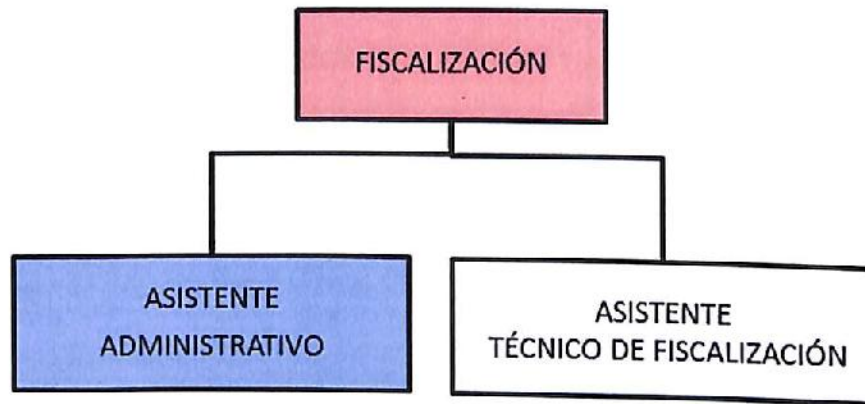 FISCALIZACIÓN
ASISTENTE
ADMINISTRATIVO
ASISTENTE
TÉCNICO DE FISCALIZACIÓN